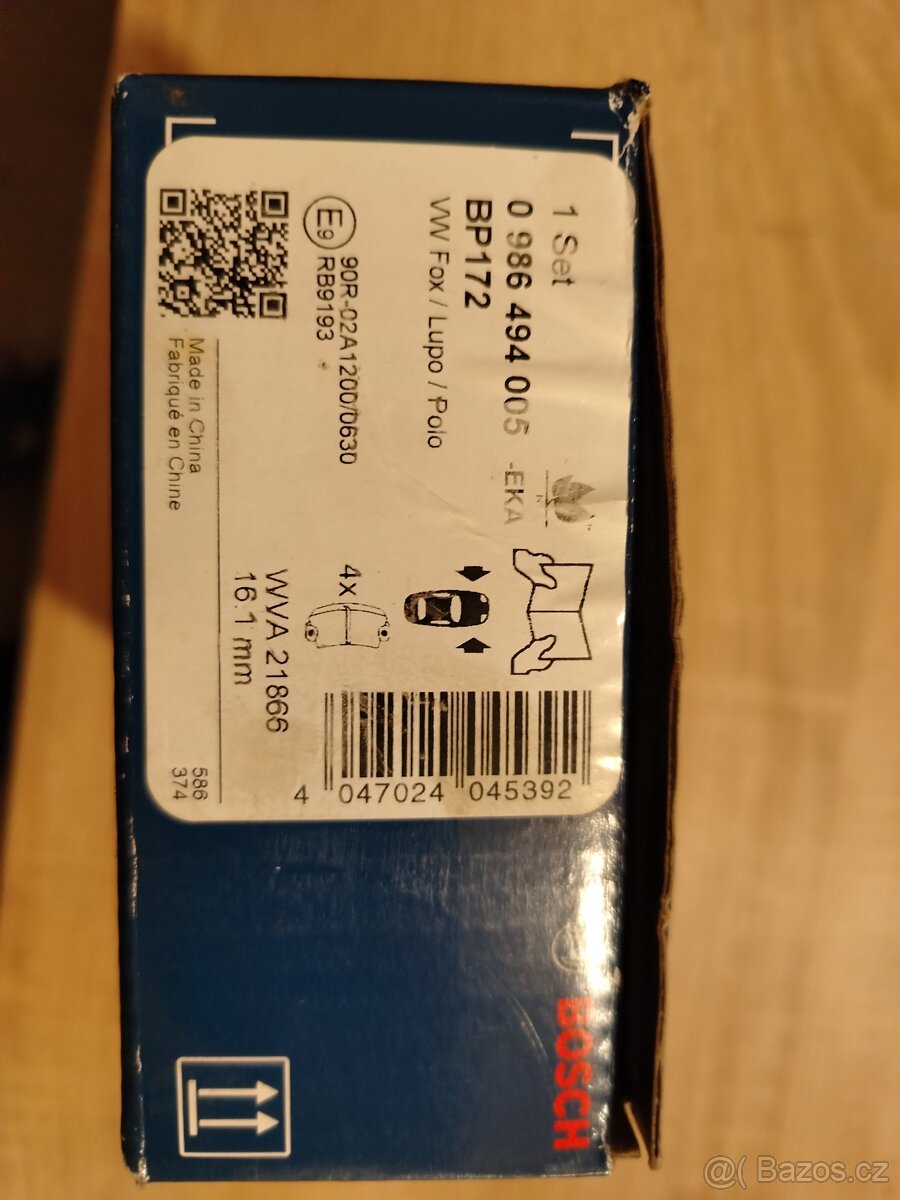 1 Set
0 986 494 005 -EKA
BP172
VW Fox / Lupo / Polo
E9 90R-02A1200/0630
RB9193
4x
WVA 21866
16.1 mm
Made in China
Fabriqué en Chine
586
374
4 047024 045392
BOSCH
@( Bazos.cz